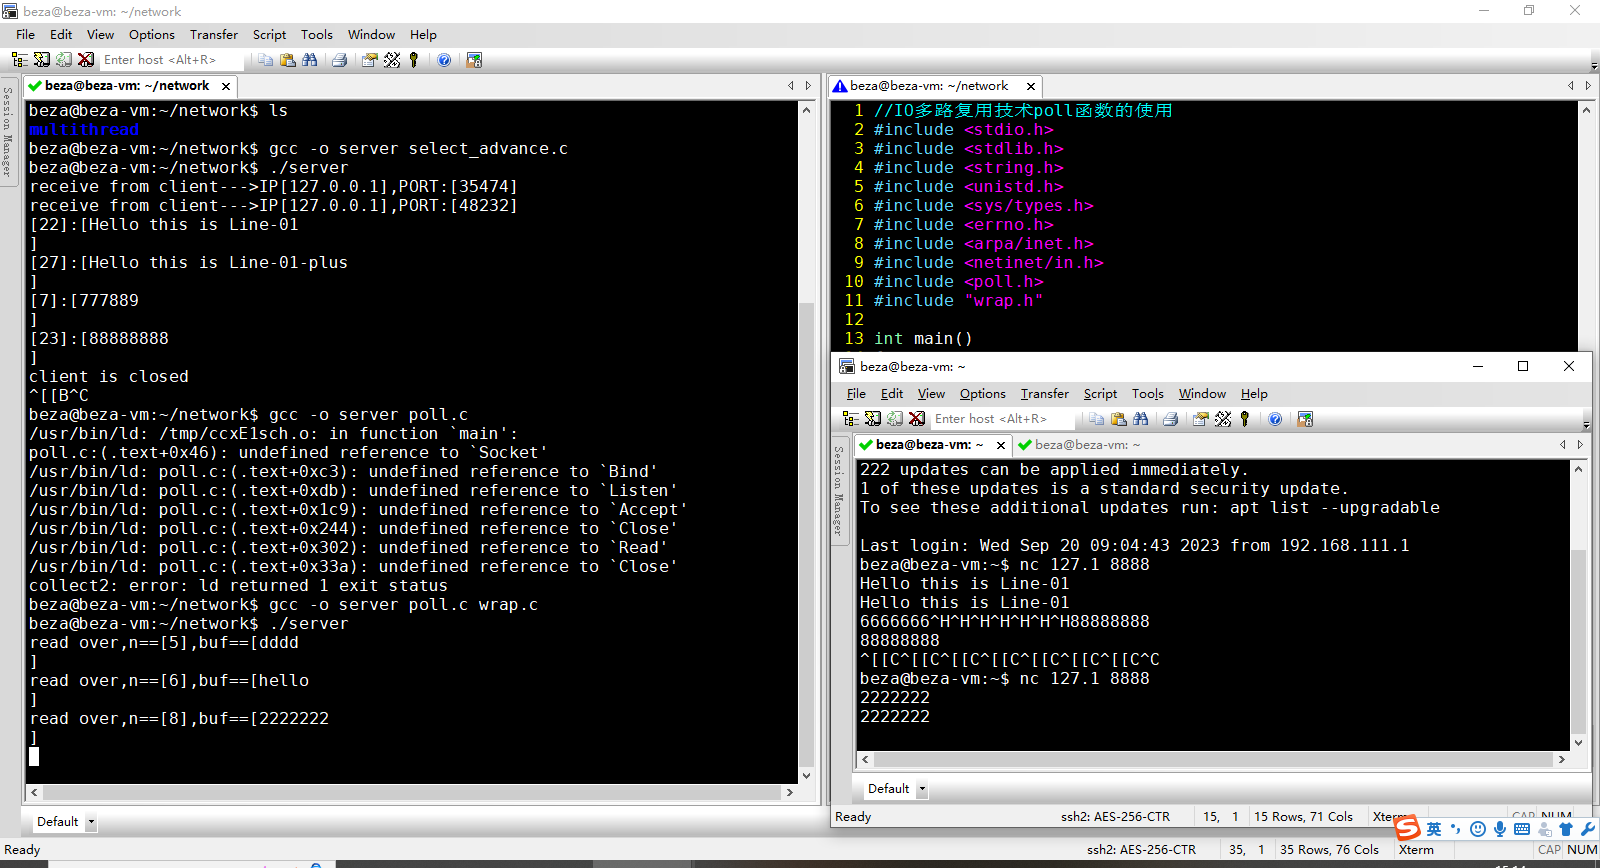 beza@beza-vm: ~/network
File Edit View Options Transfer Script Tools Window Help
Enter host <Alt+R>
Session Manager
beza@beza-vm: ~/network
beza@beza-vm:~/network$ ls
multithread
beza@beza-vm:~/network$ gcc -o server select_advance.c
beza@beza-vm:~/network$ ./server
receive from client--->IP[127.0.0.1],PORT:[35474]
receive from client--->IP[127.0.0.1],PORT:[48232]
[22]:[Hello this is Line-01
]
[27]:[Hello this is Line-01-plus
]
[7]:[777889
]
[23]:[88888888
]
client is closed
^[[B^C
beza@beza-vm:~/network$ gcc -o server poll.c
/usr/bin/ld: /tmp/ccxE1sch.o: in function `main':
poll.c:(.text+0x46): undefined reference to `Socket'
/usr/bin/ld: poll.c:(.text+0xc3): undefined reference to `Bind'
/usr/bin/ld: poll.c:(.text+0xdb): undefined reference to `Listen'
/usr/bin/ld: poll.c:(.text+0x1c9): undefined reference to `Accept'
/usr/bin/ld: poll.c:(.text+0x244): undefined reference to `Close'
/usr/bin/ld: poll.c:(.text+0x302): undefined reference to `Read'
/usr/bin/ld: poll.c:(.text+0x33a): undefined reference to `Close'
collect2: error: ld returned 1 exit status
beza@beza-vm:~/network$ gcc -o server poll.c wrap.c
beza@beza-vm:~/network$ ./server
read over,n==[5],buf==[dddd
]
read over,n==[6],buf==[hello
]
read over,n==[8],buf==[2222222
]
Default
beza@beza-vm: ~/network
1 //IO多路复用技术poll函数的使用
2 #include <stdio.h>
3 #include <stdlib.h>
4 #include <string.h>
5 #include <unistd.h>
6 #include <sys/types.h>
7 #include <errno.h>
8 #include <arpa/inet.h>
9 #include <netinet/in.h>
10 #include <poll.h>
11 #include "wrap.h"
12
13 int main()
beza@beza-vm: ~
File Edit View Options Transfer Script Tools Window Help
Enter host <Alt+R>
Session Manager
beza@beza-vm: ~
beza@beza-vm: ~
222 updates can be applied immediately.
1 of these updates is a standard security update.
To see these additional updates run: apt list --upgradable
Last login: Wed Sep 20 09:04:43 2023 from 192.168.111.1
beza@beza-vm:~$ nc 127.1 8888
Hello this is Line-01
Hello this is Line-01
6666666^H^H^H^H^H^H^H88888888
88888888
^[[C^[[C^[[C^[[C^[[C^[[C^[[C^C
beza@beza-vm:~$ nc 127.1 8888
2222222
2222222
Default
Ready ssh2: AES-256-CTR 15, 1 15 Rows, 71 Cols Xterm CAP NUM
英
Ready ssh2: AES-256-CTR 35, 1 35 Rows, 76 Cols Xterm CAP NUM